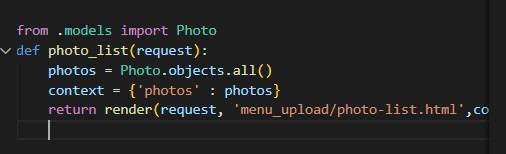 from .models import Photo
def photo_list(request):
    photos = Photo.objects.all()
    context = {'photos' : photos}
    return render(request, 'menu_upload/photo-list.html',co